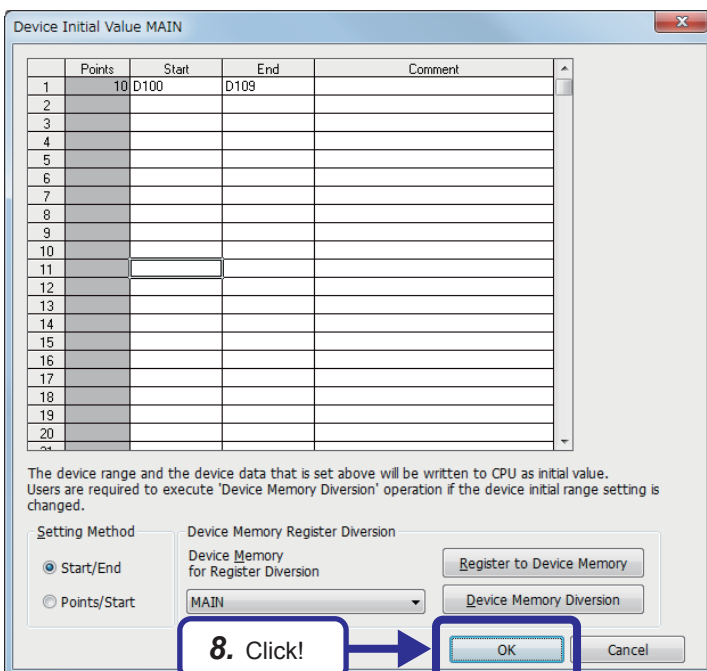 Device Initial Value MAIN
x
Points Start End Comment
1 10 D100 D109
2
3
4
5
6
7
8
9
10
11
12
13
14
15
16
17
18
19
20
The device range and the device data that is set above will be written to CPU as initial value.
Users are required to execute 'Device Memory Diversion' operation if the device initial range setting is
changed.
Setting Method
Start/End
Points/Start
Device Memory Register Diversion
Device Memory
for Register Diversion
MAIN
Register to Device Memory
Device Memory Diversion
8. Click!
OK
Cancel